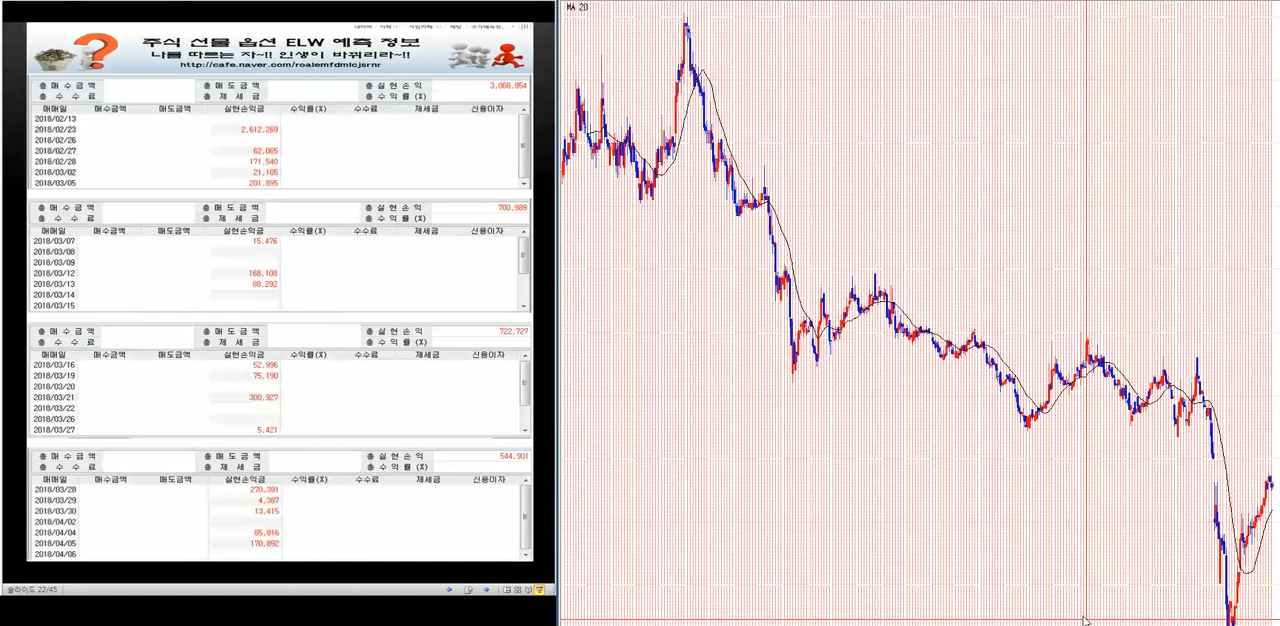 MA 20
주식 선물 옵션 ELW 예측 정보
나를 따르는 자~!! 인생이 바뀌리라~!!
http://cafe.naver.com/roalemfdmlcjsrnr
총 매 수 금 액 총 매 도 금 액 총 실 현 손 익 3,068,954
총 수 수 료 총 제 세 금 총 수 익 률 (%)
매매일 매수금액 매도금액 실현손익금 수익률(%) 수수료 제세금 신용이자
2018/02/13
2018/02/23 2,612,269
2018/02/26
2018/02/27 62,065
2018/02/28 171,540
2018/03/02 21,105
2018/03/05 201,895
총 매 수 금 액 총 매 도 금 액 총 실 현 손 익 700,989
총 수 수 료 총 제 세 금 총 수 익 률 (%)
매매일 매수금액 매도금액 실현손익금 수익률(%) 수수료 제세금 신용이자
2018/03/07 15,476
2018/03/08
2018/03/09
2018/03/12 168,108
2018/03/13 88,292
2018/03/14
2018/03/15
총 매 수 금 액 총 매 도 금 액 총 실 현 손 익 722,727
총 수 수 료 총 제 세 금 총 수 익 률 (%)
매매일 매수금액 매도금액 실현손익금 수익률(%) 수수료 제세금 신용이자
2018/03/16 52,996
2018/03/19 75,190
2018/03/20
2018/03/21 300,927
2018/03/22
2018/03/26
2018/03/27 5,421
총 매 수 금 액 총 매 도 금 액 총 실 현 손 익 544,901
총 수 수 료 총 제 세 금 총 수 익 률 (%)
매매일 매수금액 매도금액 실현손익금 수익률(%) 수수료 제세금 신용이자
2018/03/28 270,391
2018/03/29 4,387
2018/03/30 13,415
2018/04/02
2018/04/04 85,816
2018/04/05 170,892
2018/04/06
슬라이드 22/45